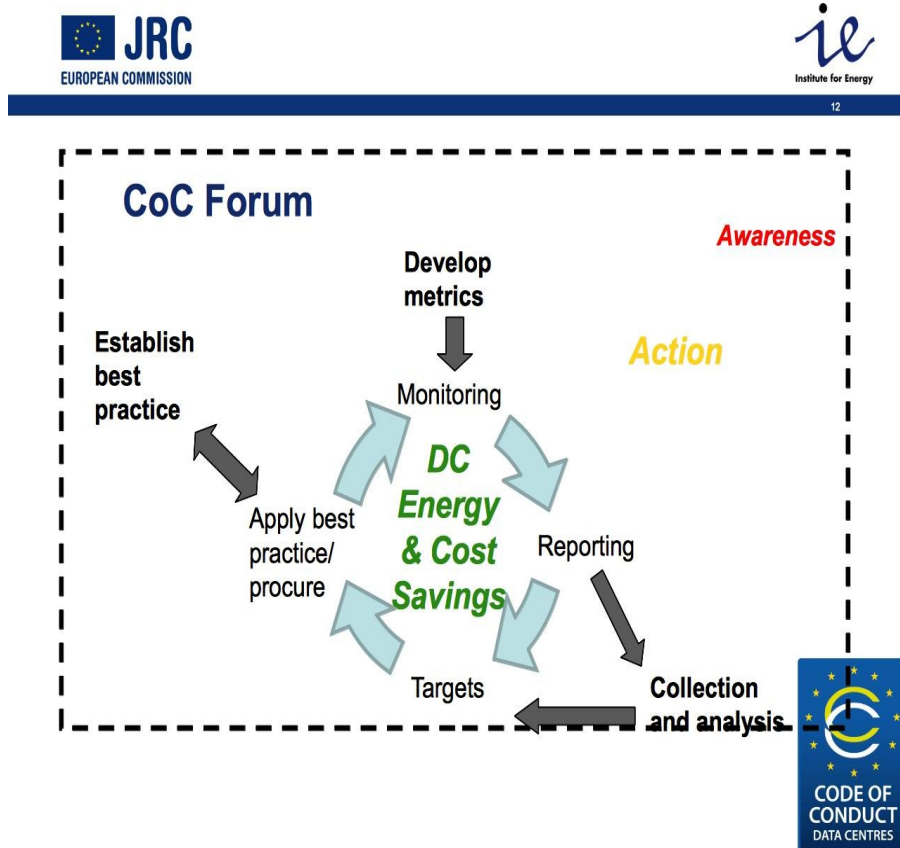 JRC
EUROPEAN COMMISSION
ie
Institute for Energy
12
CoC Forum
Awareness
Develop
metrics
Establish
best
practice
Action
Monitoring
DC
Energy
& Cost
Savings
Apply best
practice/
procure
Reporting
Targets
Collection
and analysis
CODE OF
CONDUCT
DATA CENTRES